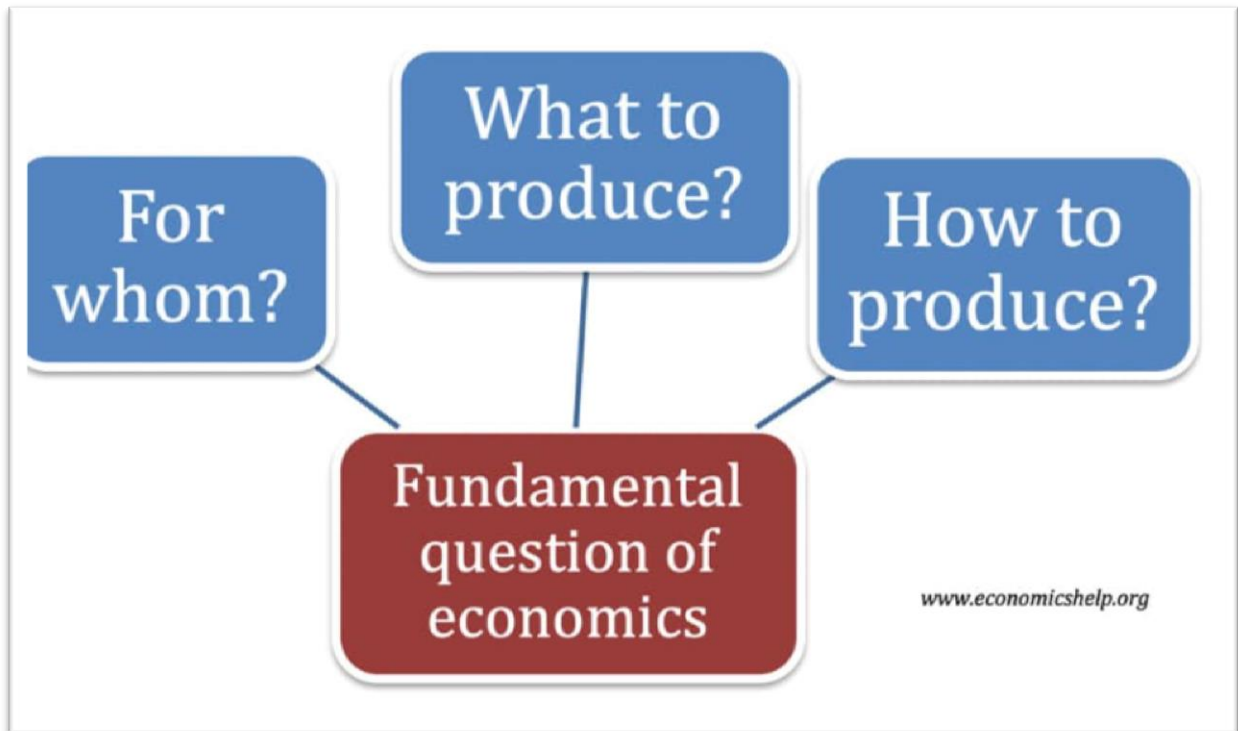 For
whom?
What to
produce?
How to
produce?
Fundamental
question of
economics
www.economicshelp.org